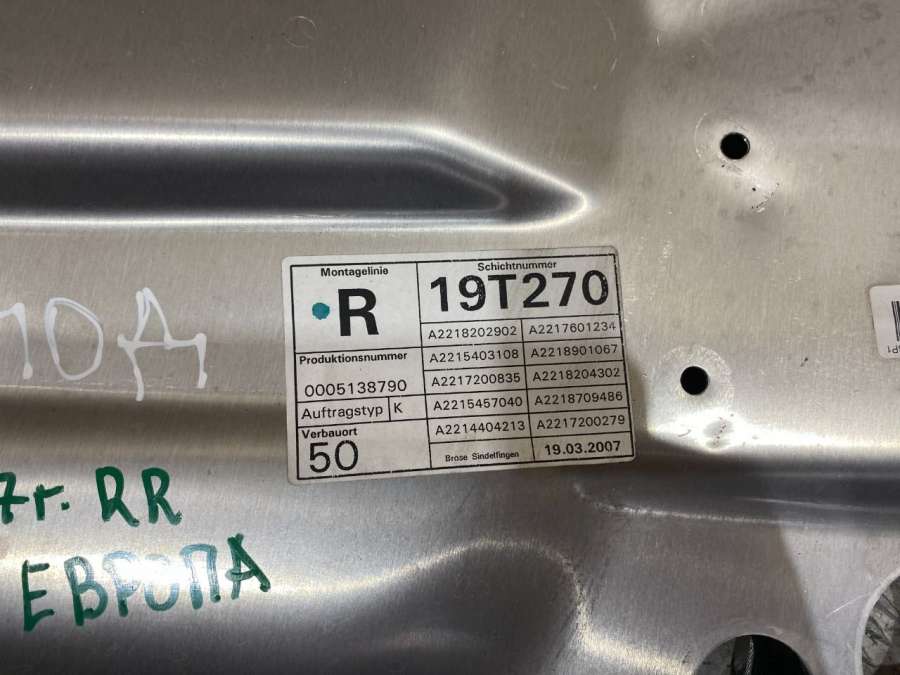 Montagelinie
R
Schichtnummer
19T270
A2218202902 A2217601234
A2215403108 A2218901067
A2217200835 A2218204302
A2215457040 A2218709486
A2214404213 A2217200279
Produktionsnummer
0005138790
Auftragstyp K
Verbauort
50
Brose Sindelfingen
19.03.2007
7г. RR
ЕВРОПА